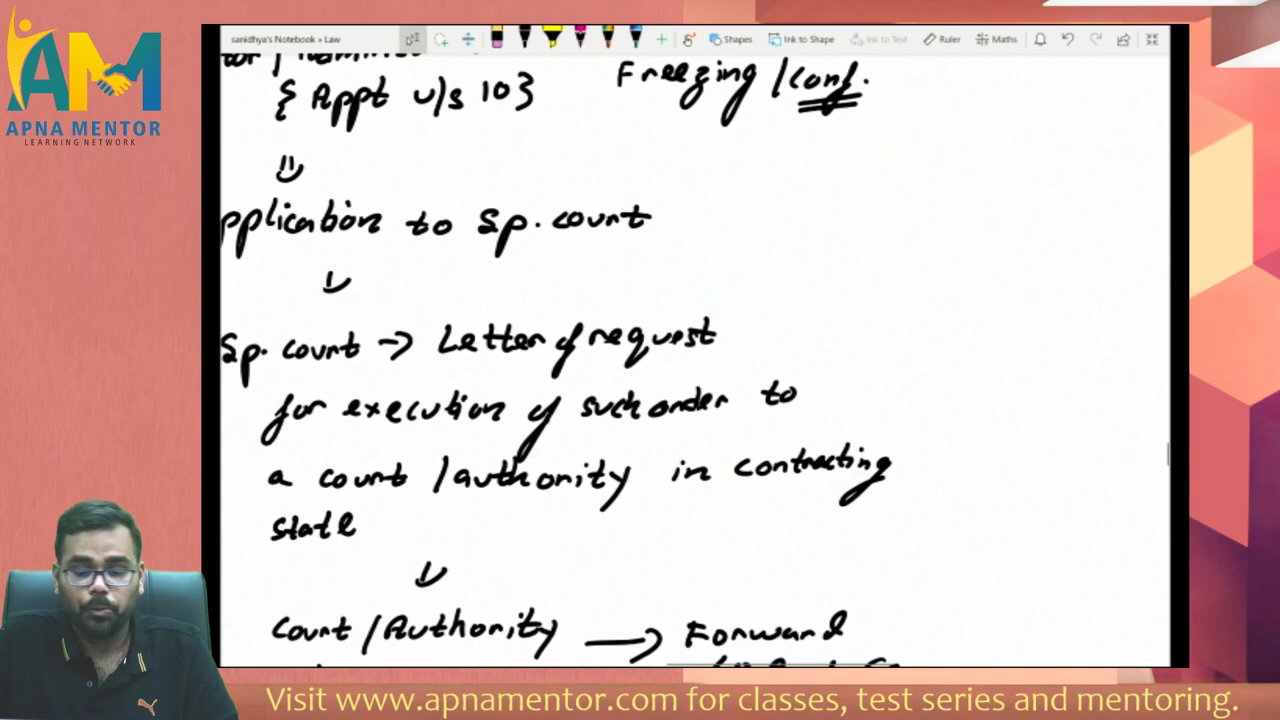 AM
APNA MENTOR
LEARNING NETWORK
sanidhya's Notebook » Law
Shapes
Ink to Shape
Ink to Text
Ruler
Maths
{ Appt u/s 10}
Freezing / Conf.
pplication to Sp. court
Sp. court → Letter of request
for execution of such order to
a court / authority in contracting
state
Court / Authority → Forward
Visit www.apnamentor.com for classes, test series and mentoring.